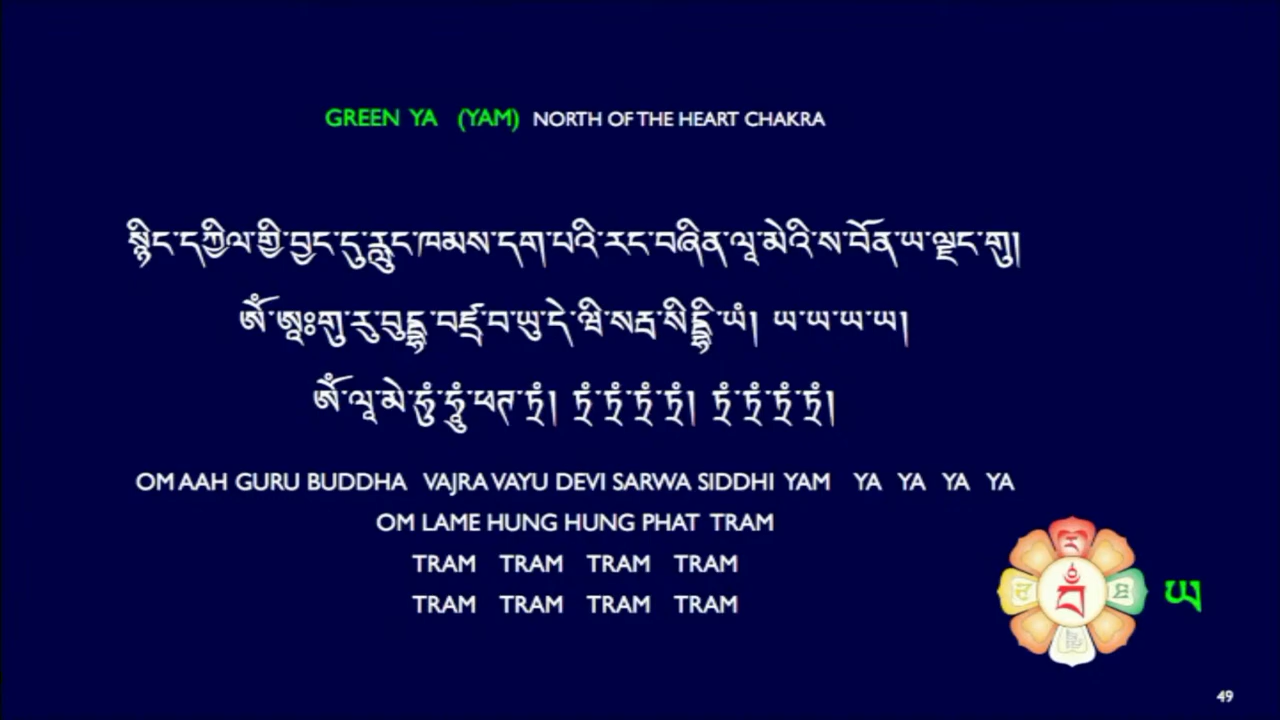 GREEN YA (YAM) NORTH OF THE HEART CHAKRA
སྙིང་དཀྱིལ་གྱི་བྱང་དུ་རླུང་ཁམས་དག་པའི་རང་བཞིན་ལཱ་མེའི་ས་བོན་ཡ་ལྗང་གུ།
ཨོཾ་ཨཱཿགུ་རུ་བུདྡྷ་བཛྲ་བ་ཡུ་དེ་ཝི་སརྦ་སིདྡྷི་ཡཾ། ཡ་ཡ་ཡ་ཡ།
ཨོཾ་ལཱ་མེ་ཧུཾ་ཧཱུྃ་ཕཊ་ཏྲཾ། ཏྲཾ་ཏྲཾ་ཏྲཾ་ཏྲཾ། ཏྲཾ་ཏྲཾ་ཏྲཾ་ཏྲཾ།
OM AAH GURU BUDDHA VAJRA VAYU DEVI SARWA SIDDHI YAM YA YA YA YA
OM LAME HUNG HUNG PHAT TRAM
TRAM TRAM TRAM TRAM
TRAM TRAM TRAM TRAM
ཡ
49